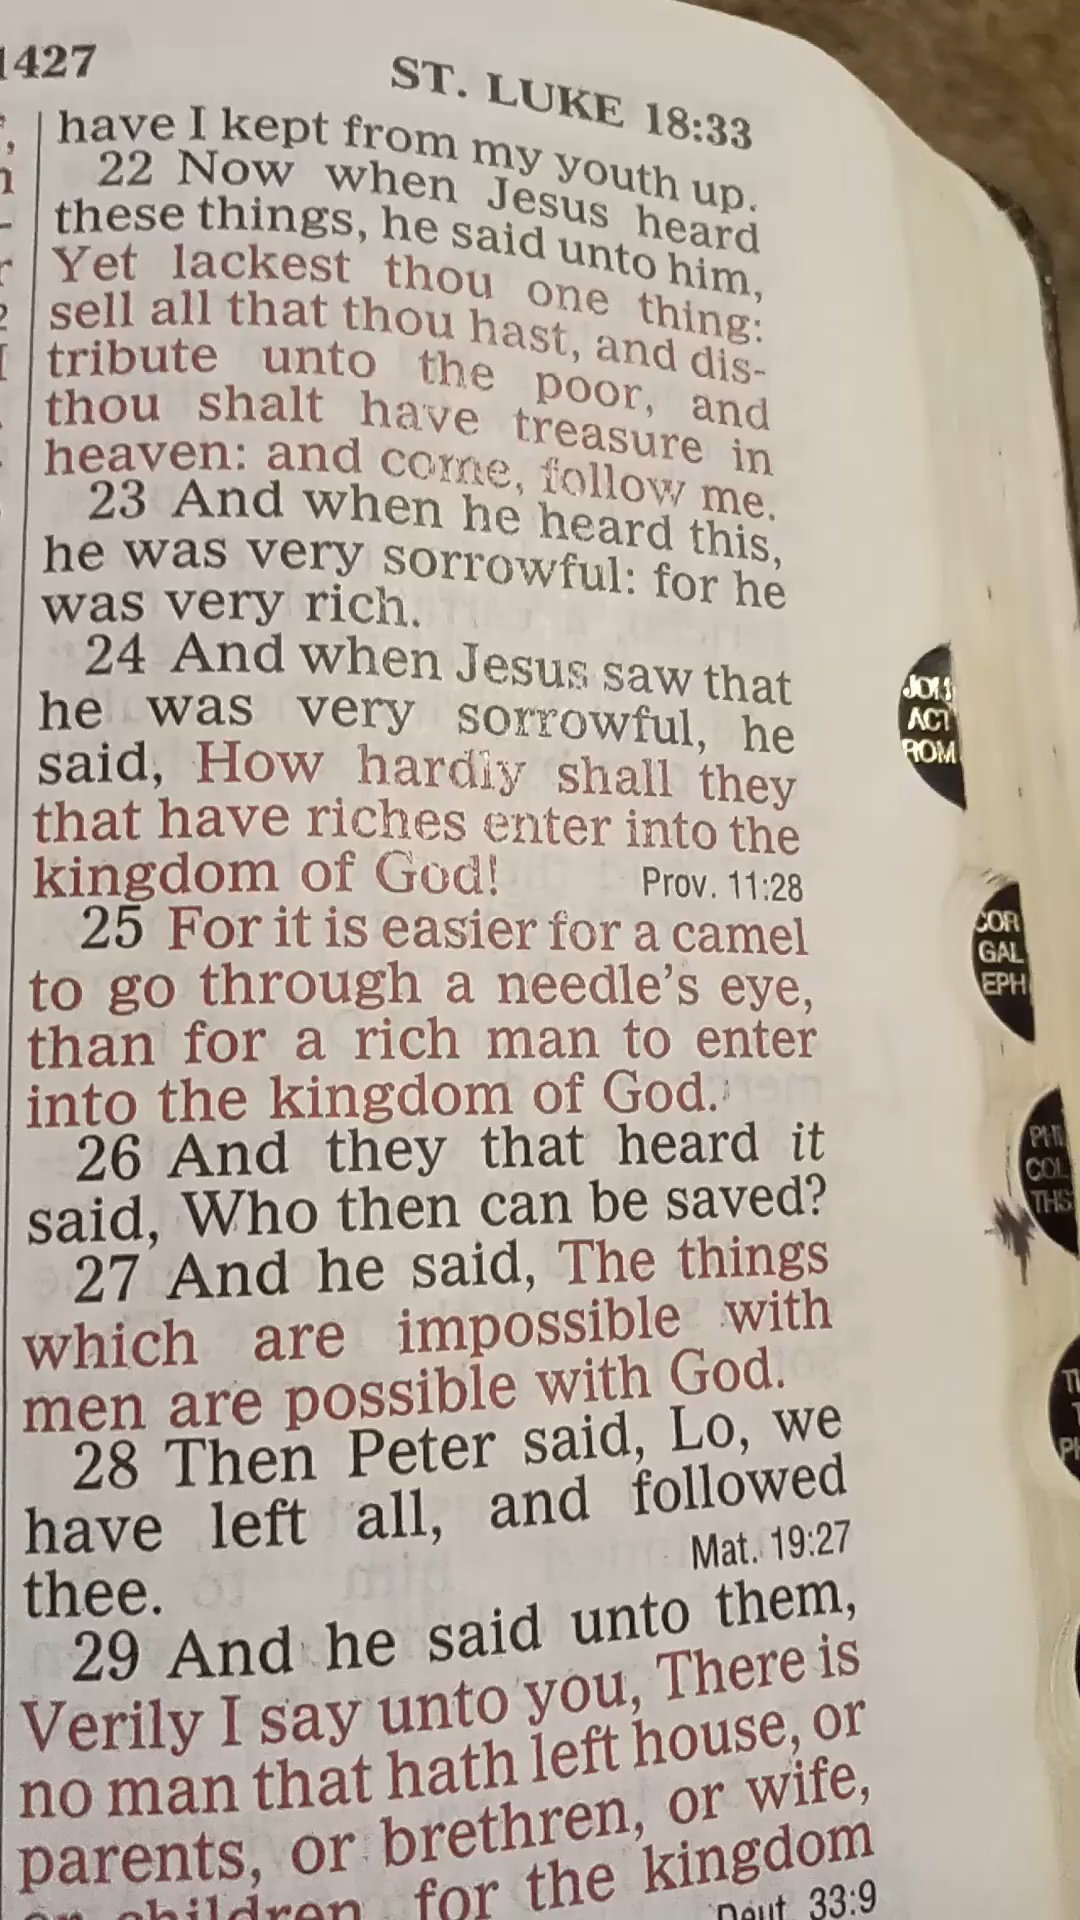 1427
ST. LUKE 18:33
have I kept from my youth up.
22 Now when Jesus heard
these things, he said unto him,
Yet lackest thou one thing:
sell all that thou hast, and dis-
tribute unto the poor, and
thou shalt have treasure in
heaven: and come, follow me.
23 And when he heard this,
he was very sorrowful: for he
was very rich.
24 And when Jesus saw that
he was very sorrowful, he
said, How hardly shall they
that have riches enter into the
kingdom of God! Prov. 11:28
25 For it is easier for a camel
to go through a needle's eye,
than for a rich man to enter
into the kingdom of God.
26 And they that heard it
said, Who then can be saved?
27 And he said, The things
which are impossible with
men are possible with God.
28 Then Peter said, Lo, we
have left all, and followed
thee. Mat. 19:27
29 And he said unto them,
Verily I say unto you, There is
no man that hath left house, or
parents, or brethren, or wife,
or children, for the kingdom
Deut. 33:9
ACT
ROM
COR
GAL
EPH
COL
THS